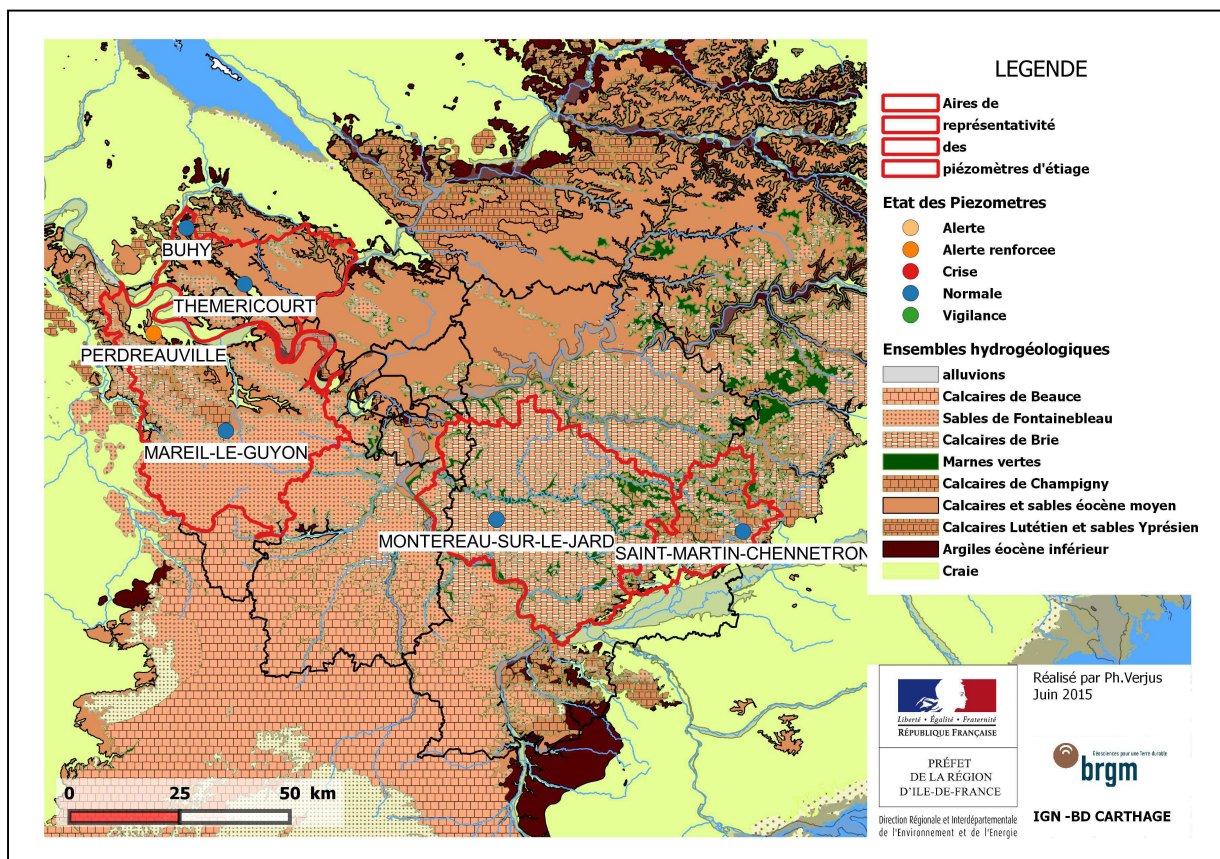 BUHY
THEMERICOURT
PERDREAUVILLE
MAREIL-LE-GUYON
MONTEREAU-SUR-LE-JARD
SAINT-MARTIN-CHENNETRON
0 25 50 km
LEGENDE
Aires de
représentativité
des
piézomètres d'étiage
Etat des Piezometres
Alerte
Alerte renforcee
Crise
Normale
Vigilance
Ensembles hydrogéologiques
alluvions
Calcaires de Beauce
Sables de Fontainebleau
Calcaires de Brie
Marnes vertes
Calcaires de Champigny
Calcaires et sables éocène moyen
Calcaires Lutétien et sables Yprésien
Argiles éocène inférieur
Craie
Liberté • Égalité • Fraternité
RÉPUBLIQUE FRANÇAISE
PRÉFET
DE LA RÉGION
D'ILE-DE-FRANCE
Direction Régionale et Interdépartementale
de l'Environnement et de l'Energie
Réalisé par Ph.Verjus
Juin 2015
Géosciences pour une Terre durable
brgm
IGN -BD CARTHAGE